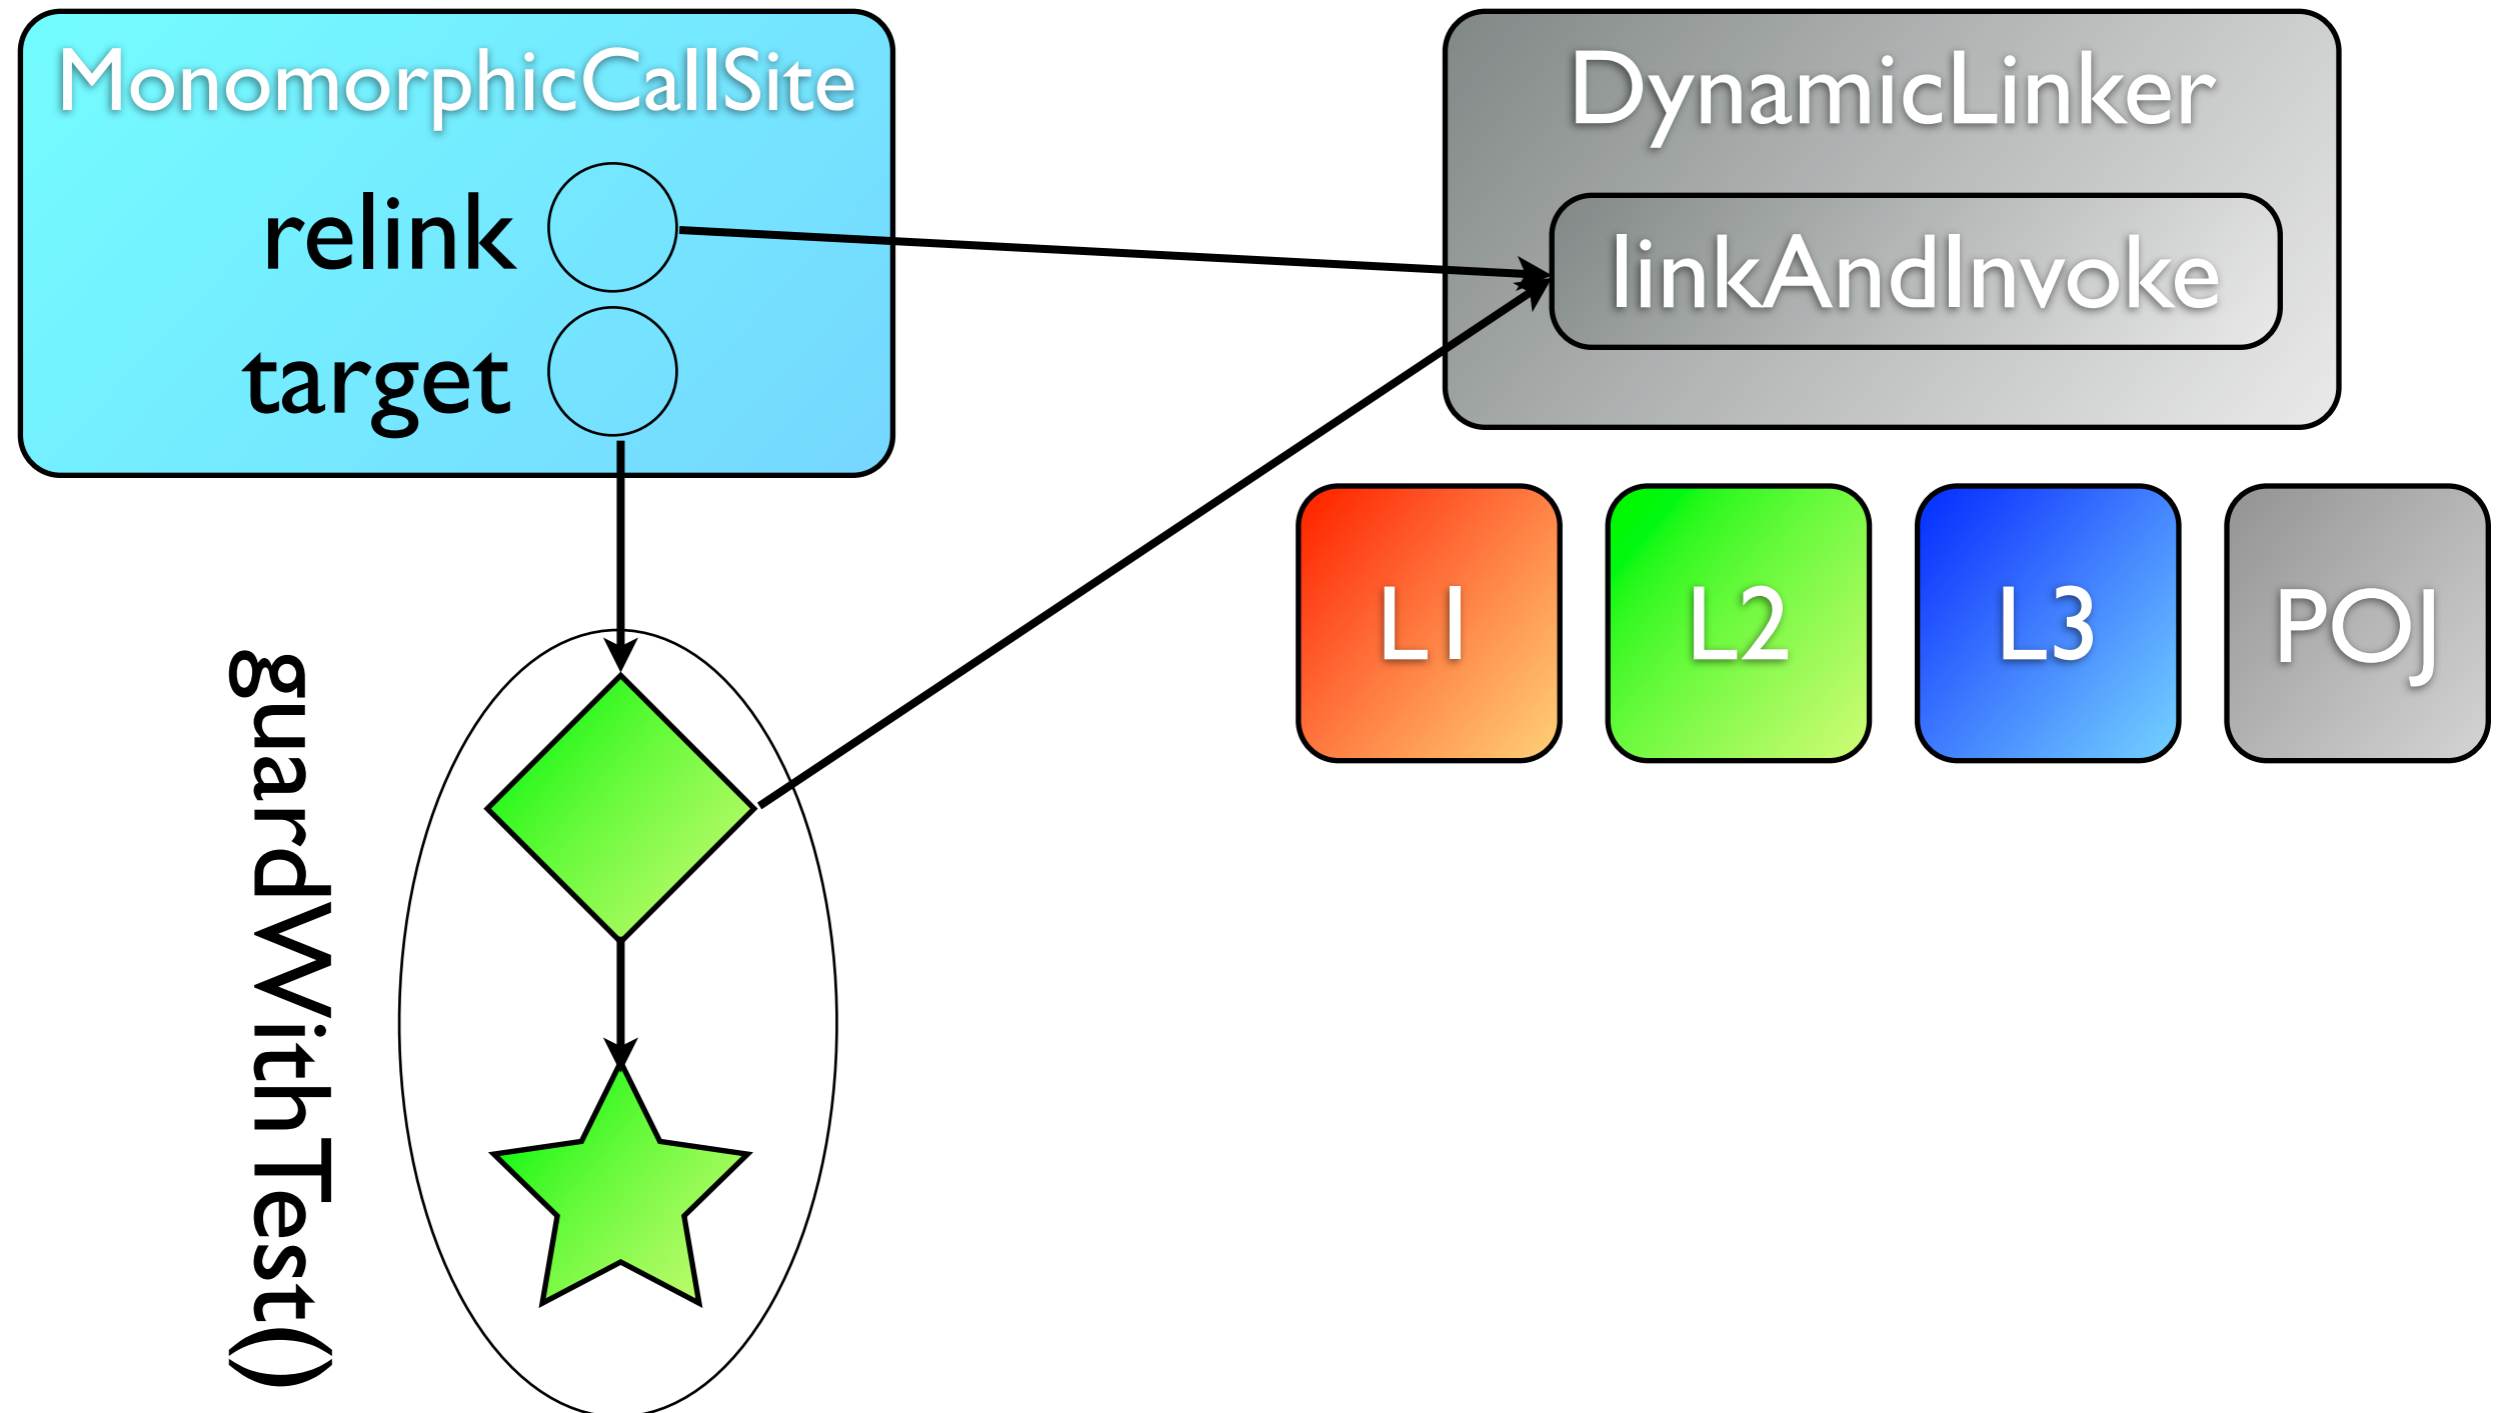 MonomorphicCallSite
relink
target
DynamicLinker
linkAndInvoke
L1
L2
L3
POJ
guardWithTest()